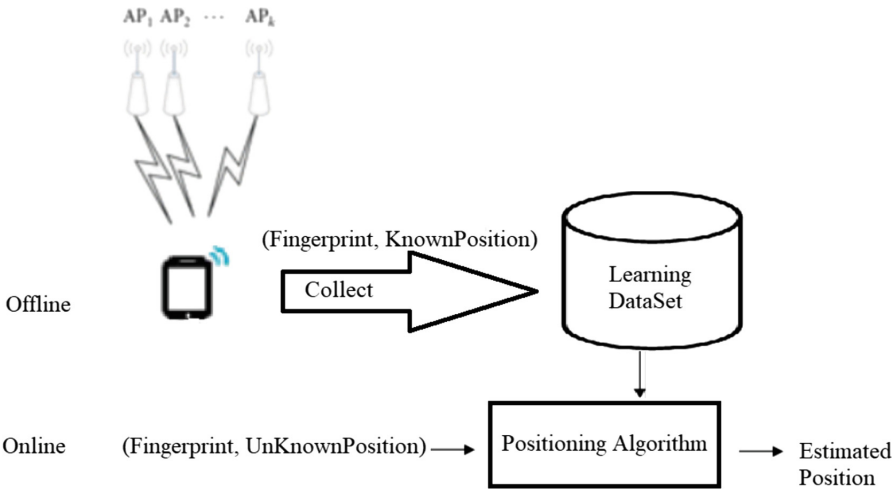 AP1 AP2 ... APk
(Fingerprint, KnownPosition)
Collect
Learning
DataSet
Offline
Online
(Fingerprint, UnKnownPosition)
Positioning Algorithm
Estimated
Position